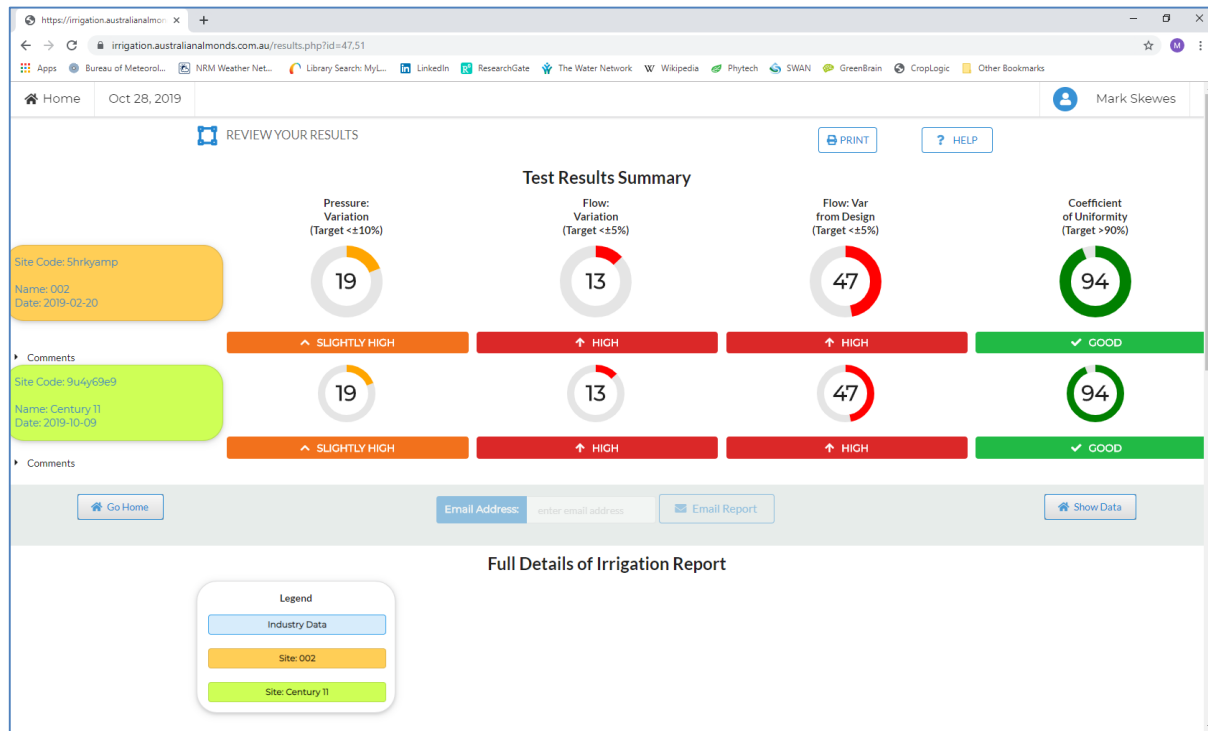 https://irrigation.australianalmon
irrigation.australianalmonds.com.au/results.php?id=47,51
M
Apps Bureau of Meteorol... NRM Weather Net... Library Search: MyL... LinkedIn ResearchGate The Water Network W Wikipedia Phytech SWAN GreenBrain CropLogic Other Bookmarks
Home Oct 28, 2019 Mark Skewes
REVIEW YOUR RESULTS PRINT ? HELP
Test Results Summary
Pressure:
Variation
(Target <±10%)
Flow:
Variation
(Target <±5%)
Flow: Var
from Design
(Target <±5%)
Coefficient
of Uniformity
(Target >90%)
Site Code: 5hrkyamp
Name: 002
Date: 2019-02-20
19 13 47 94
SLIGHTLY HIGH HIGH HIGH GOOD
Comments
Site Code: 9u4y69e9
Name: Century 11
Date: 2019-10-09
19 13 47 94
SLIGHTLY HIGH HIGH HIGH GOOD
Comments
Go Home Email Address: enter email address Email Report Show Data
Full Details of Irrigation Report
Legend
Industry Data
Site: 002
Site: Century 11